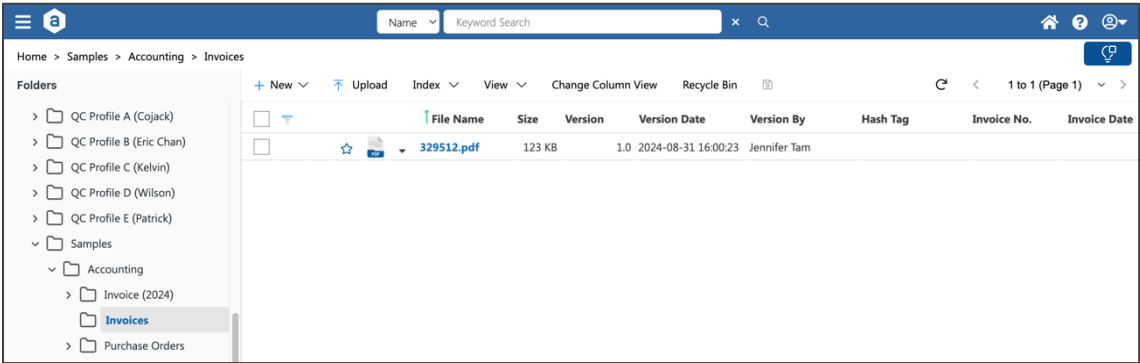 a Name Keyword Search
Home > Samples > Accounting > Invoices
Folders
+ New Upload Index View Change Column View Recycle Bin 1 to 1 (Page 1)
QC Profile A (Cojack)
QC Profile B (Eric Chan)
QC Profile C (Kelvin)
QC Profile D (Wilson)
QC Profile E (Patrick)
Samples
Accounting
Invoice (2024)
Invoices
Purchase Orders
File Name Size Version Version Date Version By Hash Tag Invoice No. Invoice Date
PDF 329512.pdf 123 KB 1.0 2024-08-31 16:00:23 Jennifer Tam